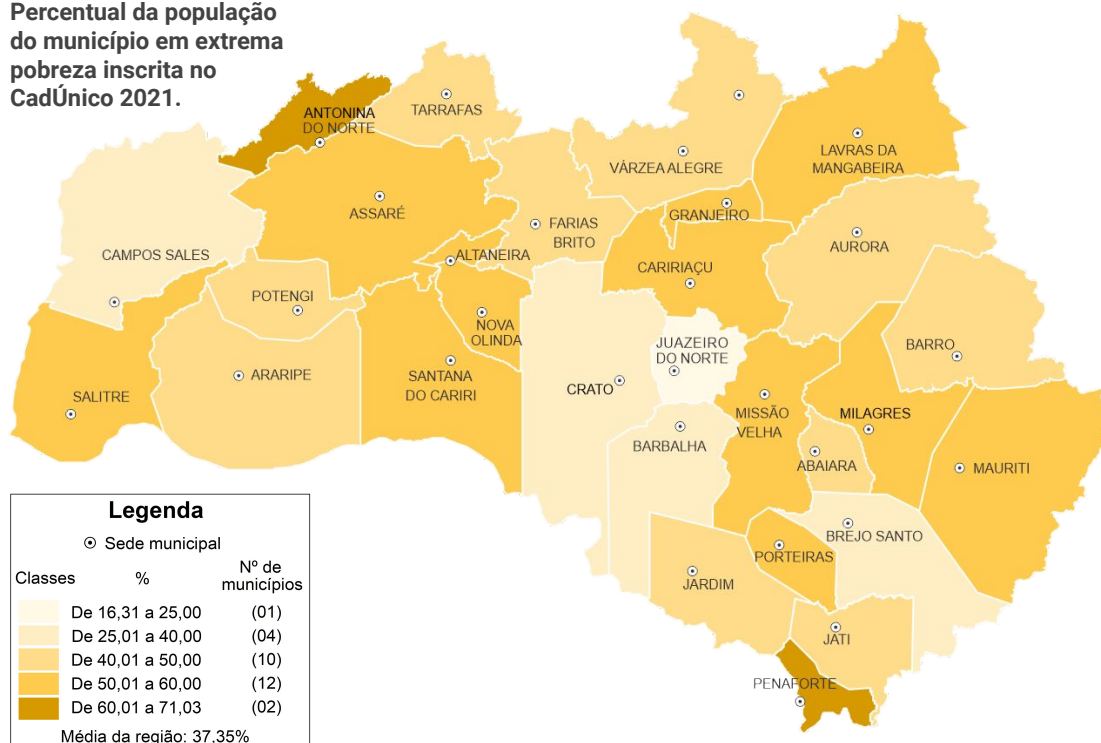 Percentual da população
do município em extrema
pobreza inscrita no
CadÚnico 2021.
ANTONINA
DO NORTE
TARRAFAS
VÁRZEA ALEGRE
LAVRAS DA
MANGABEIRA
ASSARÉ
GRANJEIRO
FARIAS
BRITO
AURORA
CAMPOS SALES
ALTANEIRA
CARIRIAÇU
POTENGI
NOVA
OLINDA
JUAZEIRO
DO NORTE
BARRO
ARARIPE
SANTANA
DO CARIRI
CRATO
SALITRE
MISSÃO
VELHA
MILAGRES
BARBALHA
ABAIARA
MAURITI
BREJO SANTO
PORTEIRAS
JARDIM
JATI
PENAFORTE
Legenda
Sede municipal
Classes % Nº de
municípios
De 16,31 a 25,00 (01)
De 25,01 a 40,00 (04)
De 40,01 a 50,00 (10)
De 50,01 a 60,00 (12)
De 60,01 a 71,03 (02)
Média da região: 37,35%